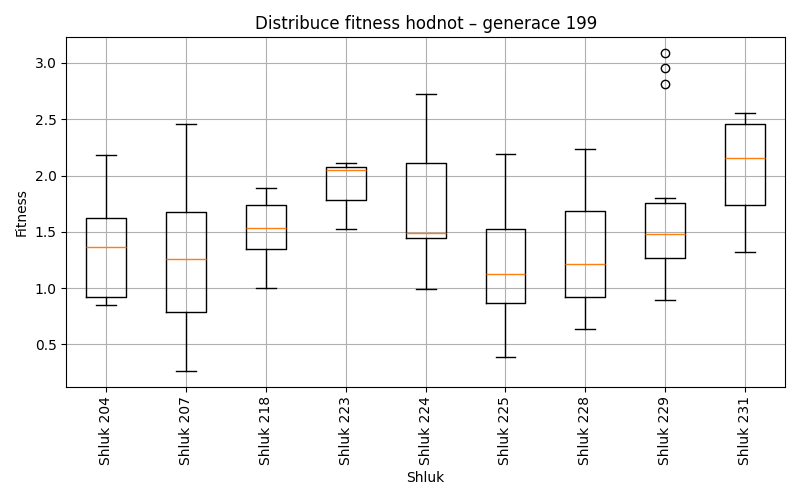 Distribuce fitness hodnot – generace 199
Fitness
3.0
2.5
2.0
1.5
1.0
0.5
Shluk 204
Shluk 207
Shluk 218
Shluk 223
Shluk 224
Shluk 225
Shluk 228
Shluk 229
Shluk 231
Shluk